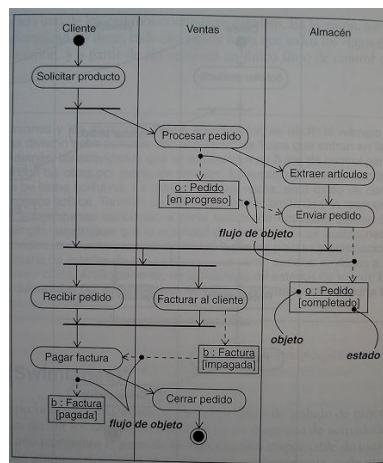 Cliente
Ventas
Almacén
Solicitar producto
Procesar pedido
Extraer artículos
o : Pedido
[en progreso]
Enviar pedido
flujo de objeto
Recibir pedido
Facturar al cliente
o : Pedido
[completado]
objeto
estado
Pagar factura
b : Factura
[impagada]
b : Factura
[pagada]
Cerrar pedido
flujo de objeto